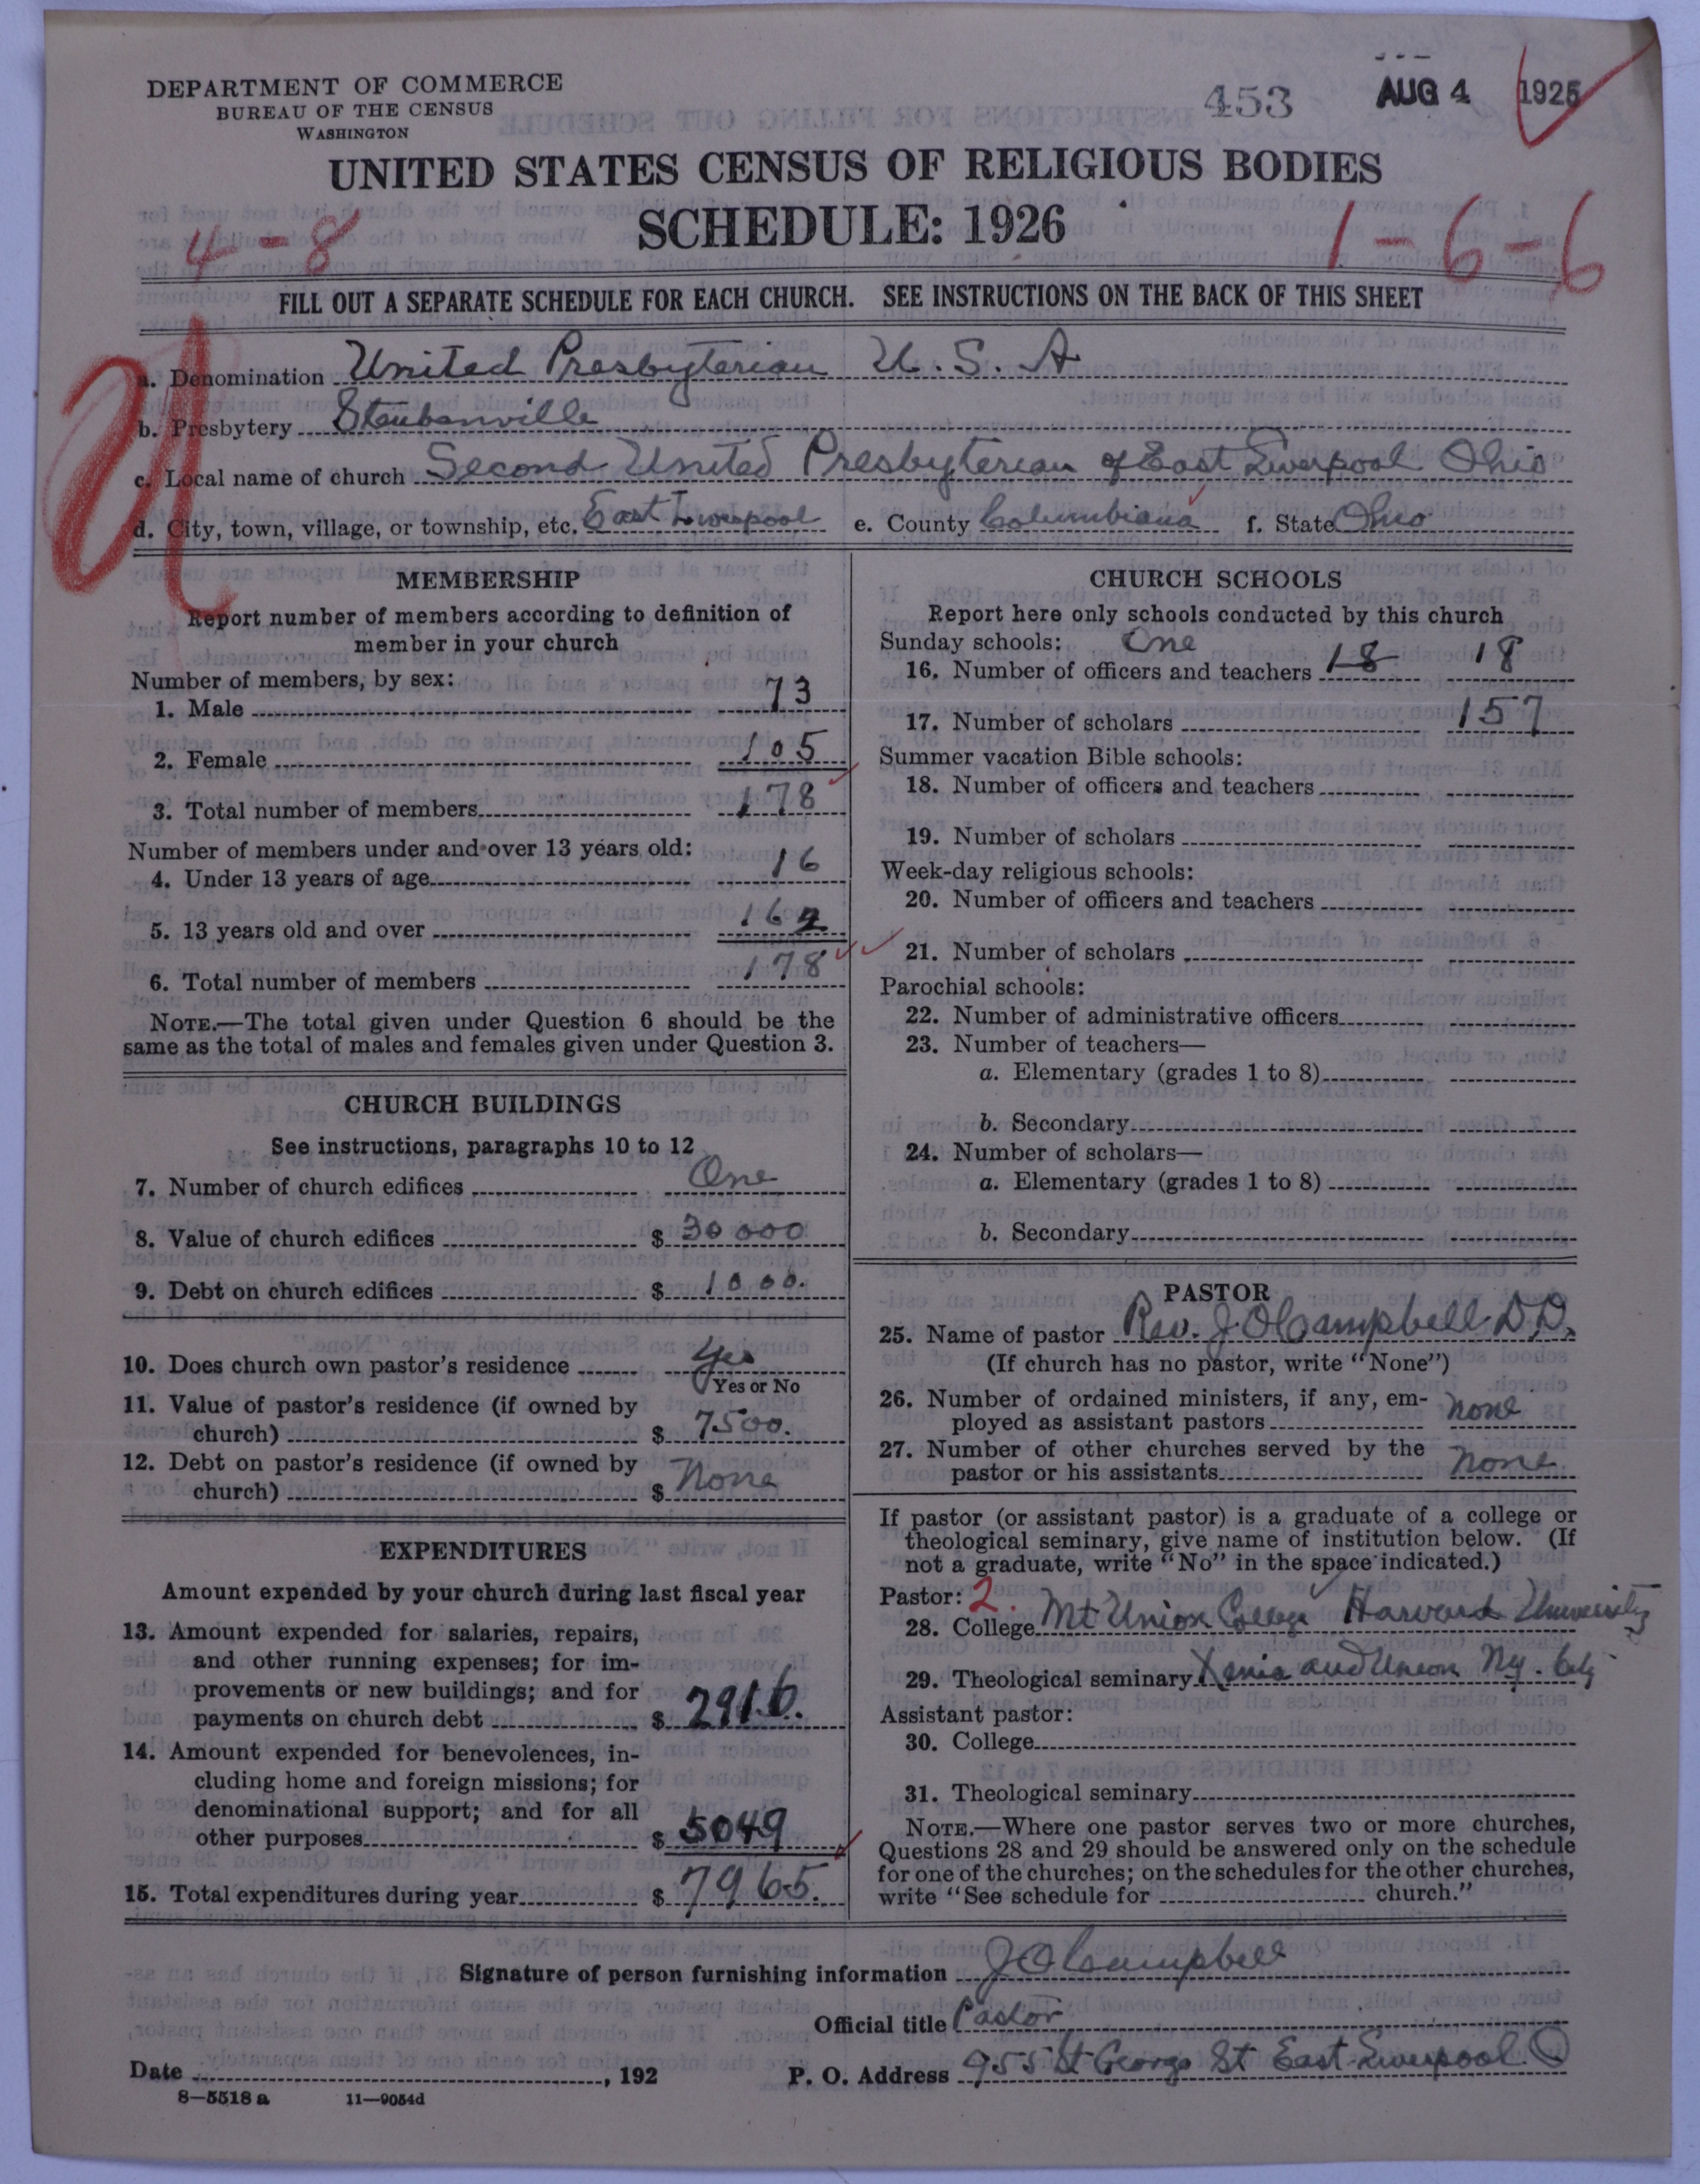 DEPARTMENT OF COMMERCE
BUREAU OF THE CENSUS
WASHINGTON
453
AUG 4 1926
UNITED STATES CENSUS OF RELIGIOUS BODIES
SCHEDULE: 1926
4-8
1-6-6
FILL OUT A SEPARATE SCHEDULE FOR EACH CHURCH. SEE INSTRUCTIONS ON THE BACK OF THIS SHEET
a. Denomination United Presbyterian U.S.A
b. Presbytery Steubenville
c. Local name of church Second United Presbyterian of East Liverpool Ohio
d. City, town, village, or township, etc. East Liverpool e. County Columbiana f. State Ohio
MEMBERSHIP
Report number of members according to definition of
member in your church
Number of members, by sex:
1. Male 73
2. Female 105
3. Total number of members 178
Number of members under and over 13 years old:
4. Under 13 years of age 16
5. 13 years old and over 162
6. Total number of members 178
NOTE.—The total given under Question 6 should be the
same as the total of males and females given under Question 3.
CHURCH BUILDINGS
See instructions, paragraphs 10 to 12
7. Number of church edifices One
8. Value of church edifices $ 30000
9. Debt on church edifices $ 1000.
10. Does church own pastor's residence Yes
Yes or No
11. Value of pastor's residence (if owned by
church) $ 7500.
12. Debt on pastor's residence (if owned by
church) $ None
EXPENDITURES
Amount expended by your church during last fiscal year
13. Amount expended for salaries, repairs,
and other running expenses; for im-
provements or new buildings; and for
payments on church debt $ 2916.
14. Amount expended for benevolences, in-
cluding home and foreign missions; for
denominational support; and for all
other purposes $ 5049
15. Total expenditures during year $ 7965.
CHURCH SCHOOLS
Report here only schools conducted by this church
Sunday schools: One
16. Number of officers and teachers 18 18
17. Number of scholars 157
Summer vacation Bible schools:
18. Number of officers and teachers
19. Number of scholars
Week-day religious schools:
20. Number of officers and teachers
21. Number of scholars
Parochial schools:
22. Number of administrative officers
23. Number of teachers—
a. Elementary (grades 1 to 8)
b. Secondary
24. Number of scholars—
a. Elementary (grades 1 to 8)
b. Secondary
PASTOR
25. Name of pastor Rev. J O Campbell D.D.
(If church has no pastor, write "None")
26. Number of ordained ministers, if any, em-
ployed as assistant pastors none
27. Number of other churches served by the
pastor or his assistants none
If pastor (or assistant pastor) is a graduate of a college or
theological seminary, give name of institution below. (If
not a graduate, write "No" in the space indicated.)
Pastor: 2.
28. College Mt Union College Harvard University
29. Theological seminary Xenia and Union N.Y. City
Assistant pastor:
30. College
31. Theological seminary
NOTE.—Where one pastor serves two or more churches,
Questions 28 and 29 should be answered only on the schedule
for one of the churches; on the schedules for the other churches,
write "See schedule for church."
Signature of person furnishing information J O Campbell
Official title Pastor
Date , 192 P. O. Address 955 St George St East Liverpool O
8—5518 a 11—9054d